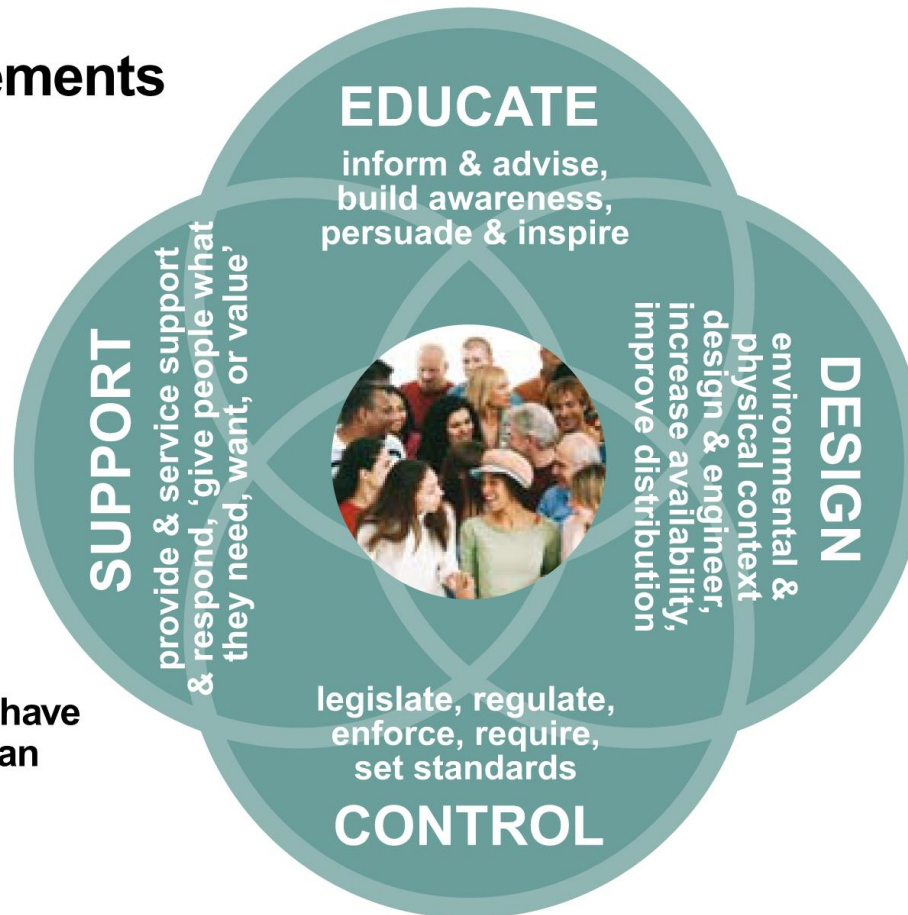 ements
EDUCATE
inform & advise,
build awareness,
persuade & inspire
SUPPORT
provide & service support
& respond, ‘give people what
they need, want, or value’
DESIGN
environmental &
physical context
design & engineer,
increase availability,
improve distribution
have
an
legislate, regulate,
enforce, require,
set standards
CONTROL